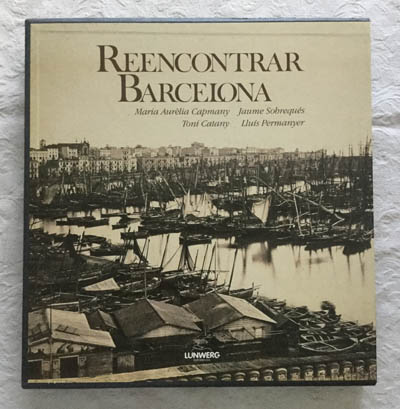 REENCONTRAR
BARCELONA
Maria Aurèlia Capmany Jaume Sobrequés
Toni Catany Lluís Permanyer
LUNWERG